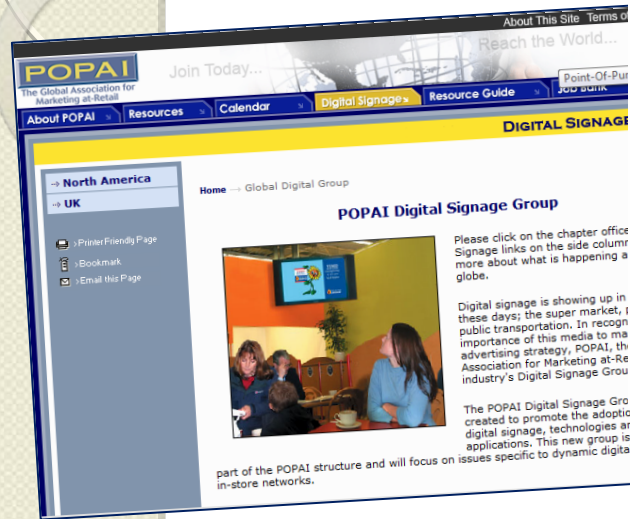 About This Site Terms
POPAI
The Global Association for
Marketing at-Retail
Join Today...
Reach the World...
About POPAI
Resources
Calendar
Digital Signage
Resource Guide
Job Bank
DIGITAL SIGNAGE
→ North America
→ UK
› Printer Friendly Page
› Bookmark
› Email this Page
Home → Global Digital Group
POPAI Digital Signage Group
Please click on the chapter office
Signage links on the side column
more about what is happening a
globe.
Digital signage is showing up in
these days; the super market, p
public transportation. In recogn
importance of this media to ma
advertising strategy, POPAI, the
Association for Marketing at-Re
industry's Digital Signage Grou
The POPAI Digital Signage Gro
created to promote the adoptio
digital signage, technologies an
applications. This new group is
part of the POPAI structure and will focus on issues specific to dynamic digita
in-store networks.